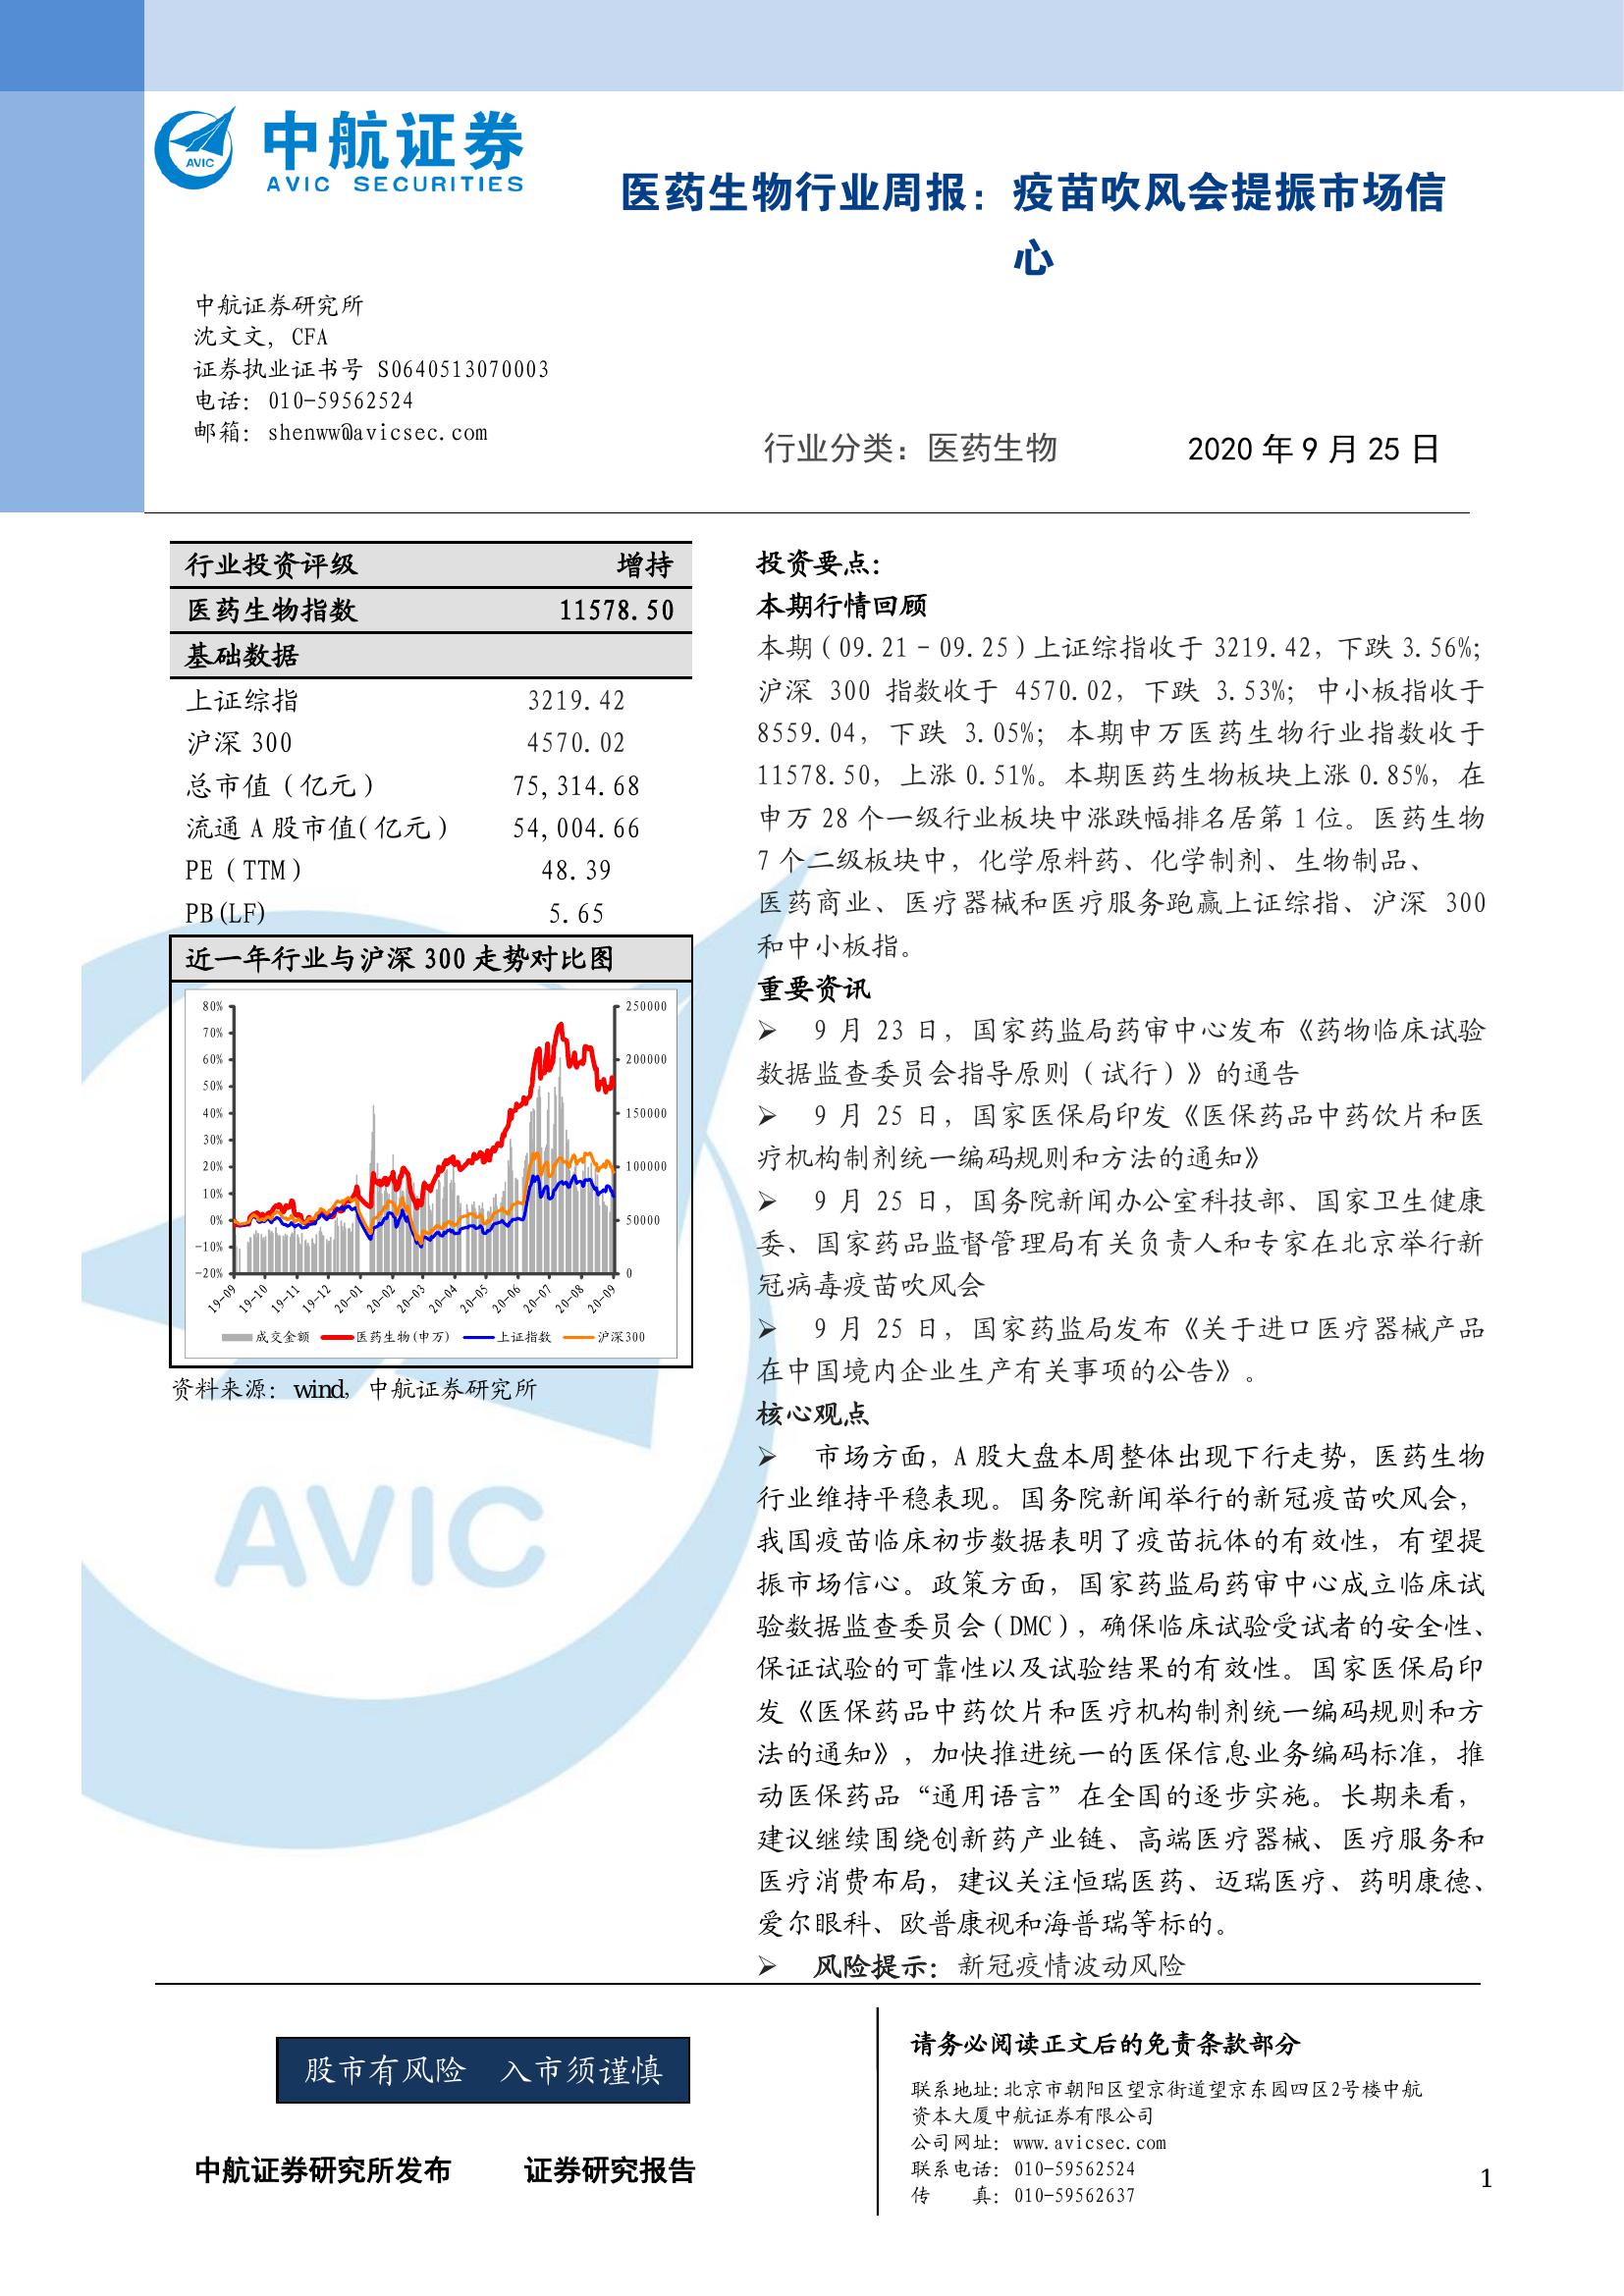 AVIC
中航证券
AVIC SECURITIES
医药生物行业周报：疫苗吹风会提振市场信
心
中航证券研究所
沈文文，CFA
证券执业证书号 S0640513070003
电话：010-59562524
邮箱：shenww@avicsec.com
行业分类：医药生物 2020 年 9 月 25 日
行业投资评级 增持
医药生物指数 11578.50
基础数据
上证综指 3219.42
沪深 300 4570.02
总市值（亿元） 75,314.68
流通 A 股市值(亿元) 54,004.66
PE（TTM） 48.39
PB(LF) 5.65
近一年行业与沪深 300 走势对比图
80% 250000
70%
60% 200000
50%
40% 150000
30%
20% 100000
10%
0% 50000
-10%
-20% 0
19-09 19-10 19-11 19-12 20-01 20-02 20-03 20-04 20-05 20-06 20-07 20-08 20-09
成交金额 医药生物(申万) 上证指数 沪深300
资料来源：wind，中航证券研究所
投资要点：
本期行情回顾
本期（09.21-09.25）上证综指收于 3219.42，下跌 3.56%；
沪深 300 指数收于 4570.02，下跌 3.53%；中小板指收于
8559.04，下跌 3.05%；本期申万医药生物行业指数收于
11578.50，上涨 0.51%。本期医药生物板块上涨 0.85%，在
申万 28 个一级行业板块中涨跌幅排名居第 1 位。医药生物
7 个二级板块中，化学原料药、化学制剂、生物制品、
医药商业、医疗器械和医疗服务跑赢上证综指、沪深 300
和中小板指。
重要资讯
➢ 9 月 23 日，国家药监局药审中心发布《药物临床试验
数据监查委员会指导原则（试行）》的通告
➢ 9 月 25 日，国家医保局印发《医保药品中药饮片和医
疗机构制剂统一编码规则和方法的通知》
➢ 9 月 25 日，国务院新闻办公室科技部、国家卫生健康
委、国家药品监督管理局有关负责人和专家在北京举行新
冠病毒疫苗吹风会
➢ 9 月 25 日，国家药监局发布《关于进口医疗器械产品
在中国境内企业生产有关事项的公告》。
核心观点
➢ 市场方面，A 股大盘本周整体出现下行走势，医药生物
行业维持平稳表现。国务院新闻举行的新冠疫苗吹风会，
我国疫苗临床初步数据表明了疫苗抗体的有效性，有望提
振市场信心。政策方面，国家药监局药审中心成立临床试
验数据监查委员会（DMC），确保临床试验受试者的安全性、
保证试验的可靠性以及试验结果的有效性。国家医保局印
发《医保药品中药饮片和医疗机构制剂统一编码规则和方
法的通知》，加快推进统一的医保信息业务编码标准，推
动医保药品“通用语言”在全国的逐步实施。长期来看，
建议继续围绕创新药产业链、高端医疗器械、医疗服务和
医疗消费布局，建议关注恒瑞医药、迈瑞医疗、药明康德、
爱尔眼科、欧普康视和海普瑞等标的。
➢ 风险提示：新冠疫情波动风险
AVIC
股市有风险 入市须谨慎
中航证券研究所发布 证券研究报告
请务必阅读正文后的免责条款部分
联系地址:北京市朝阳区望京街道望京东园四区2号楼中航
资本大厦中航证券有限公司
公司网址：www.avicsec.com
联系电话：010-59562524
传 真：010-59562637
1